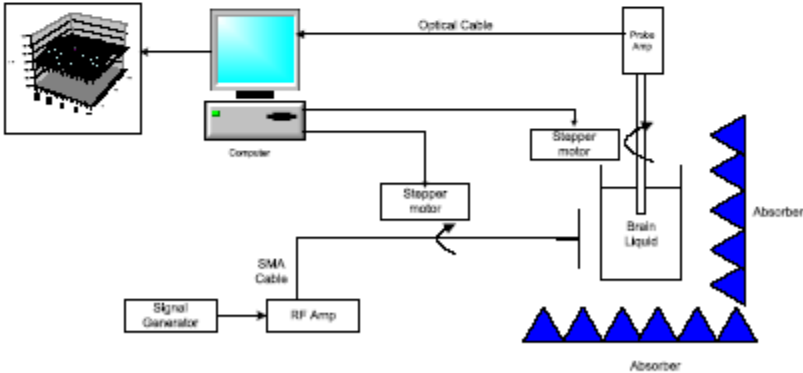 Optical Cable
Probe
Amp
Computer
Stepper
motor
Stepper
motor
Brain
Liquid
Absorber
SMA
Cable
Signal
Generator
RF Amp
Absorber